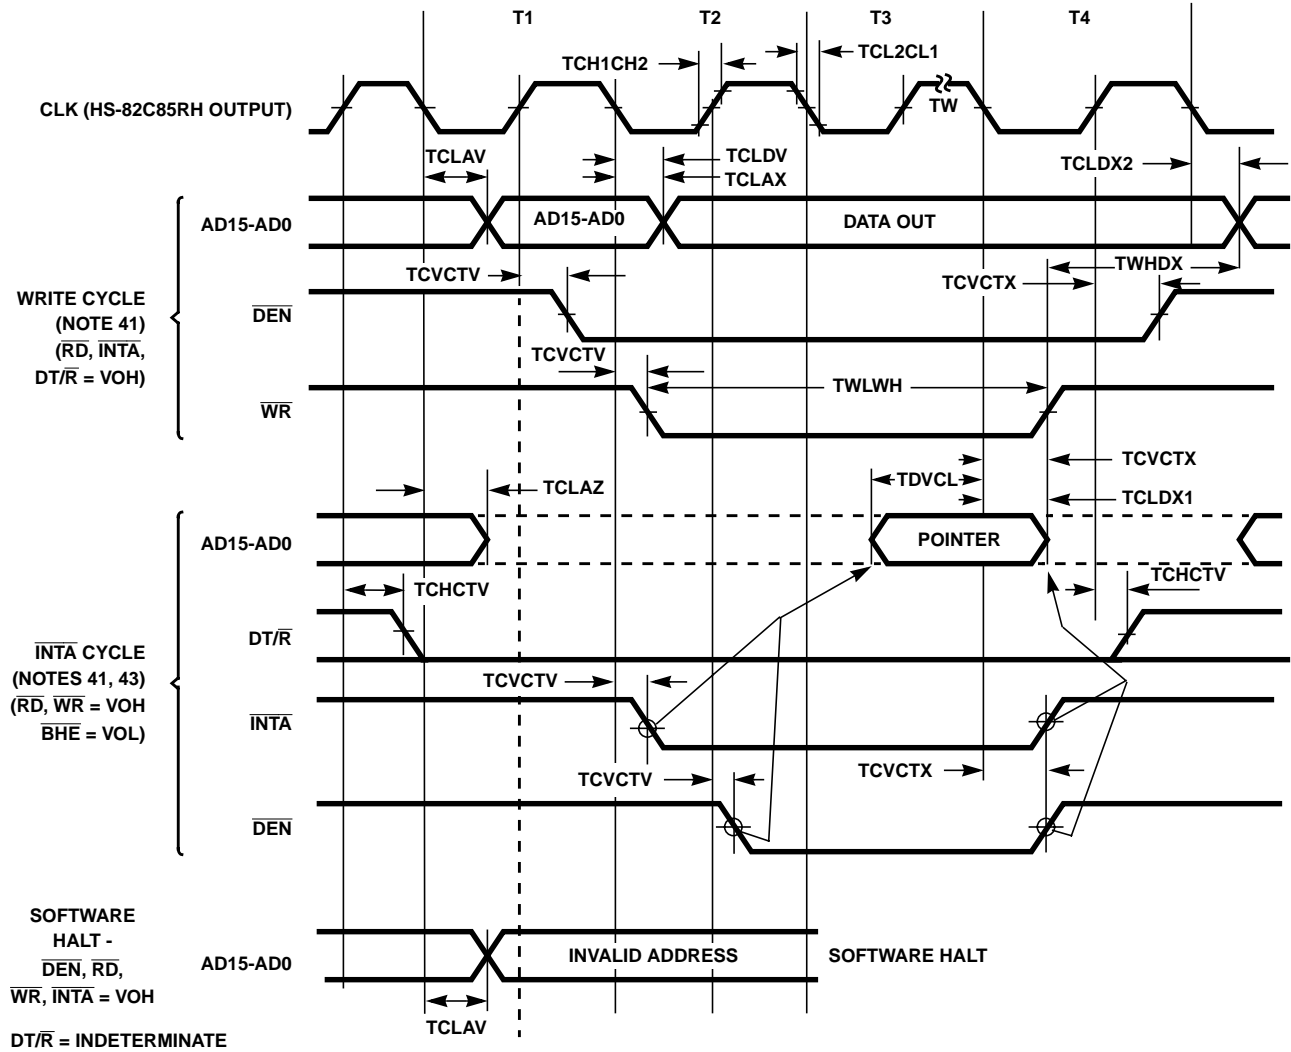 T1 T2 T3 T4
TCH1CH2 TCL2CL1
CLK (HS-82C85RH OUTPUT) TW
TCLAV TCLDV TCLDX2
TCLAX
AD15-AD0 AD15-AD0 DATA OUT
TCVCTV TCVCTX TWHDX
WRITE CYCLE
(NOTE 41)
(RD, INTA,
DT/R = VOH)
DEN
TCVCTV
TWLWH
WR
TCVCTX
TDVCL
TCLAZ TCLDX1
AD15-AD0 POINTER
TCHCTV TCHCTV
DT/R
INTA CYCLE
(NOTES 41, 43)
(RD, WR = VOH
BHE = VOL)
TCVCTV
INTA
TCVCTV TCVCTX
DEN
SOFTWARE
HALT -
DEN, RD,
WR, INTA = VOH
DT/R = INDETERMINATE
AD15-AD0 INVALID ADDRESS SOFTWARE HALT
TCLAV